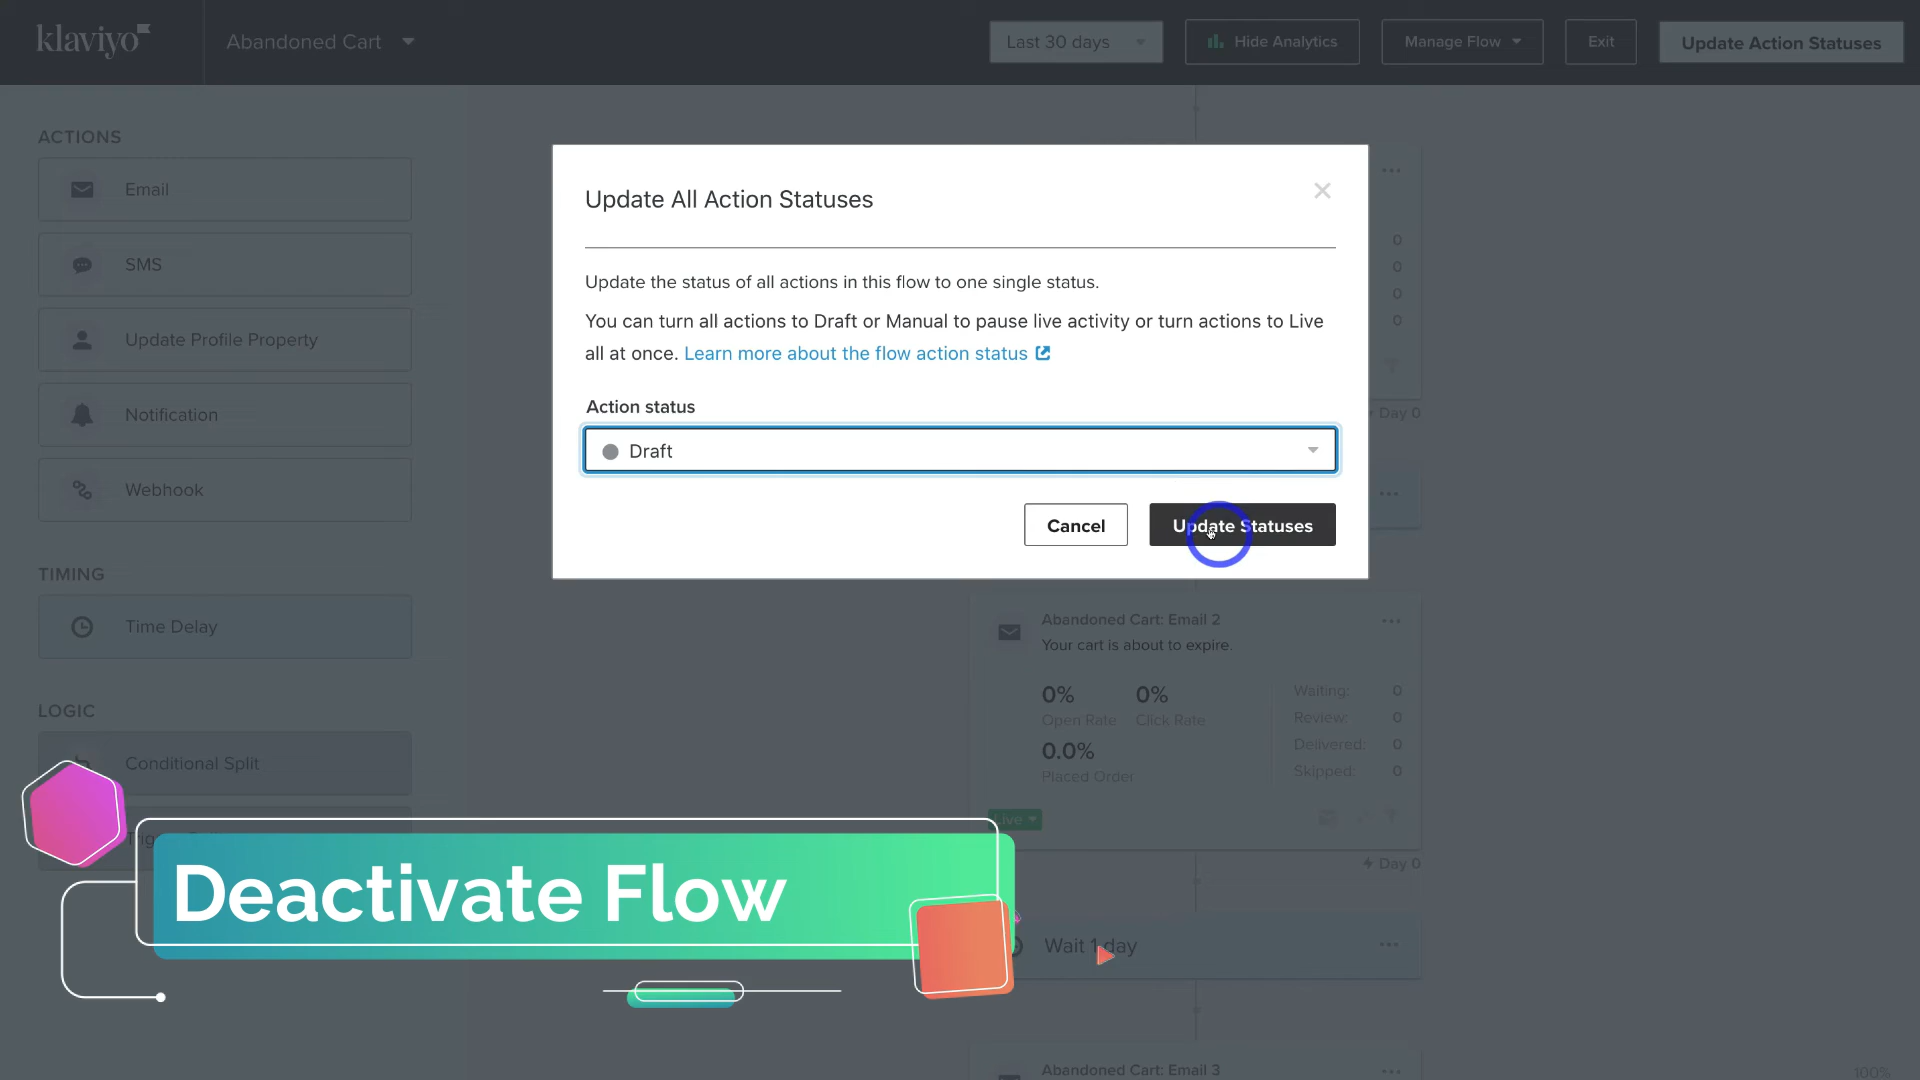 klaviyo
Abandoned Cart
Last 30 days
Hide Analytics
Manage Flow
Exit
Update Action Statuses
ACTIONS
Email
SMS
Update Profile Property
Notification
Webhook
TIMING
Time Delay
LOGIC
Conditional Split
Update All Action Statuses
Update the status of all actions in this flow to one single status.
You can turn all actions to Draft or Manual to pause live activity or turn actions to Live
all at once. Learn more about the flow action status
Action status
Draft
Cancel
Update Statuses
0
0
0
0
Day 0
Abandoned Cart: Email 2
Your cart is about to expire.
0%
0%
Open Rate
Click Rate
0.0%
Placed Order
Waiting: 0
Review: 0
Delivered: 0
Skipped: 0
Live
Day 0
Wait 1 day
Abandoned Cart: Email 3
100%
Deactivate Flow